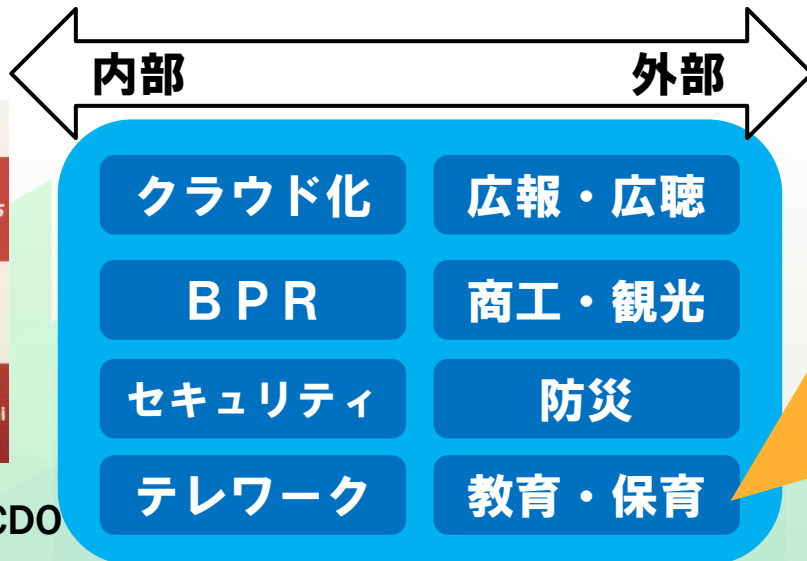 内部 外部
クラウド化 広報・広聴
ＢＰＲ 商工・観光
セキュリティ 防災
テレワーク 教育・保育
CDO